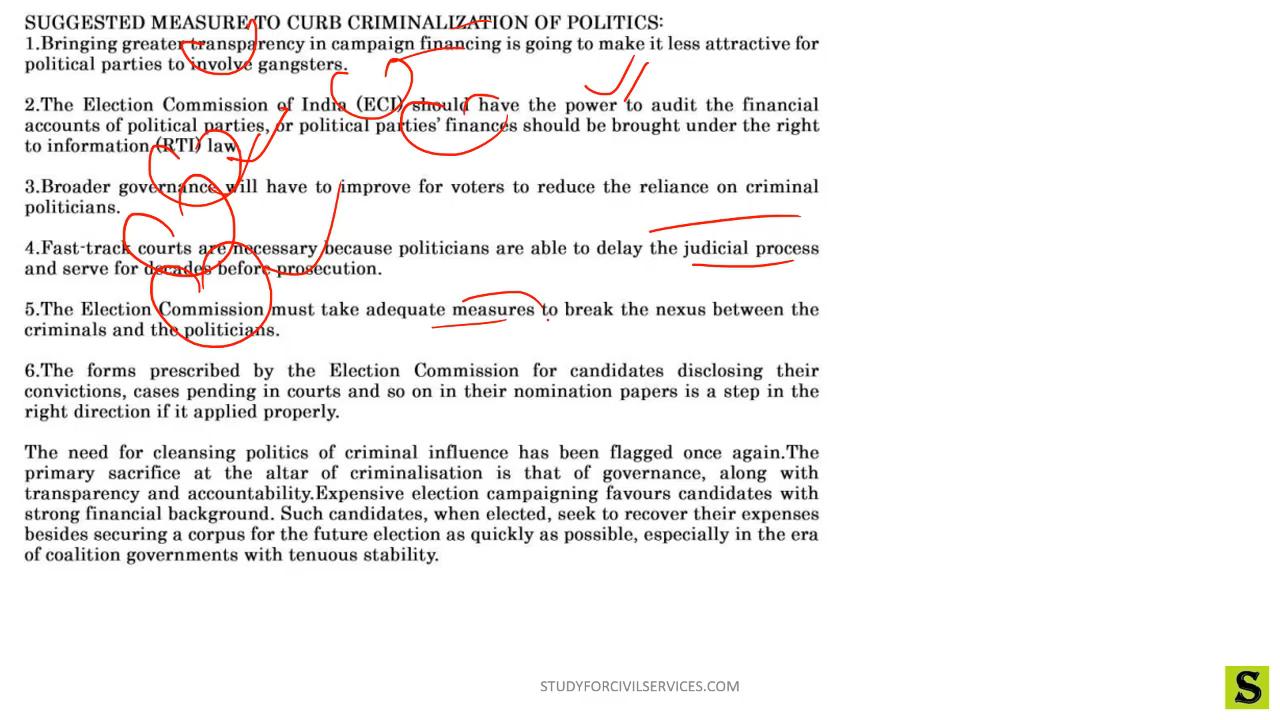 SUGGESTED MEASURE TO CURB CRIMINALIZATION OF POLITICS:
1.Bringing greater transparency in campaign financing is going to make it less attractive for
political parties to involve gangsters.
2.The Election Commission of India (ECI) should have the power to audit the financial
accounts of political parties, or political parties' finances should be brought under the right
to information (RTI) law
3.Broader governance will have to improve for voters to reduce the reliance on criminal
politicians.
4.Fast-track courts are necessary because politicians are able to delay the judicial process
and serve for decades before prosecution.
5.The Election Commission must take adequate measures to break the nexus between the
criminals and the politicians.
6.The forms prescribed by the Election Commission for candidates disclosing their
convictions, cases pending in courts and so on in their nomination papers is a step in the
right direction if it applied properly.
The need for cleansing politics of criminal influence has been flagged once again.The
primary sacrifice at the altar of criminalisation is that of governance, along with
transparency and accountability.Expensive election campaigning favours candidates with
strong financial background. Such candidates, when elected, seek to recover their expenses
besides securing a corpus for the future election as quickly as possible, especially in the era
of coalition governments with tenuous stability.
STUDYFORCIVILSERVICES.COM
S